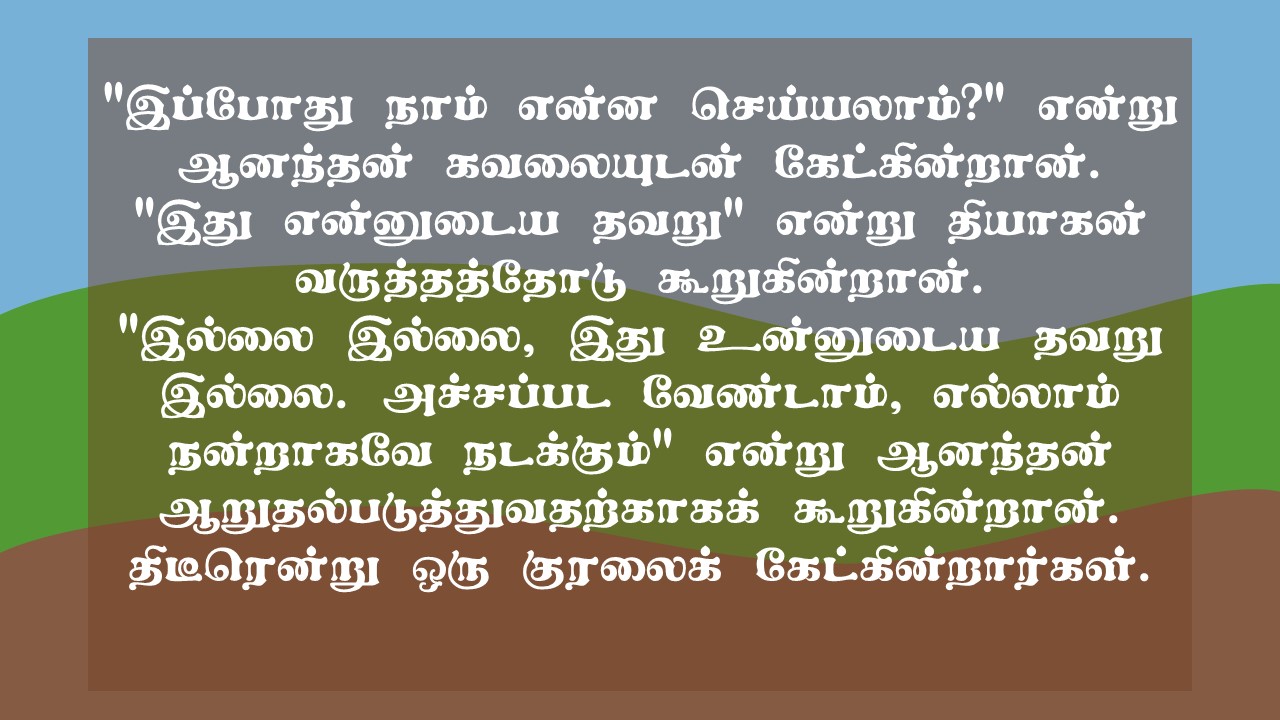 "இப்போது நாம் என்ன செய்யலாம்?" என்று
ஆனந்தன் கவலையுடன் கேட்கின்றான்.
"இது என்னுடைய தவறு" என்று தியாகன்
வருத்தத்தோடு கூறுகின்றான்.
"இல்லை இல்லை, இது உன்னுடைய தவறு
இல்லை. அச்சப்பட வேண்டாம், எல்லாம்
நன்றாகவே நடக்கும்" என்று ஆனந்தன்
ஆறுதல்படுத்துவதற்காகக் கூறுகின்றான்.
திடீரென்று ஒரு குரலைக் கேட்கின்றார்கள்.